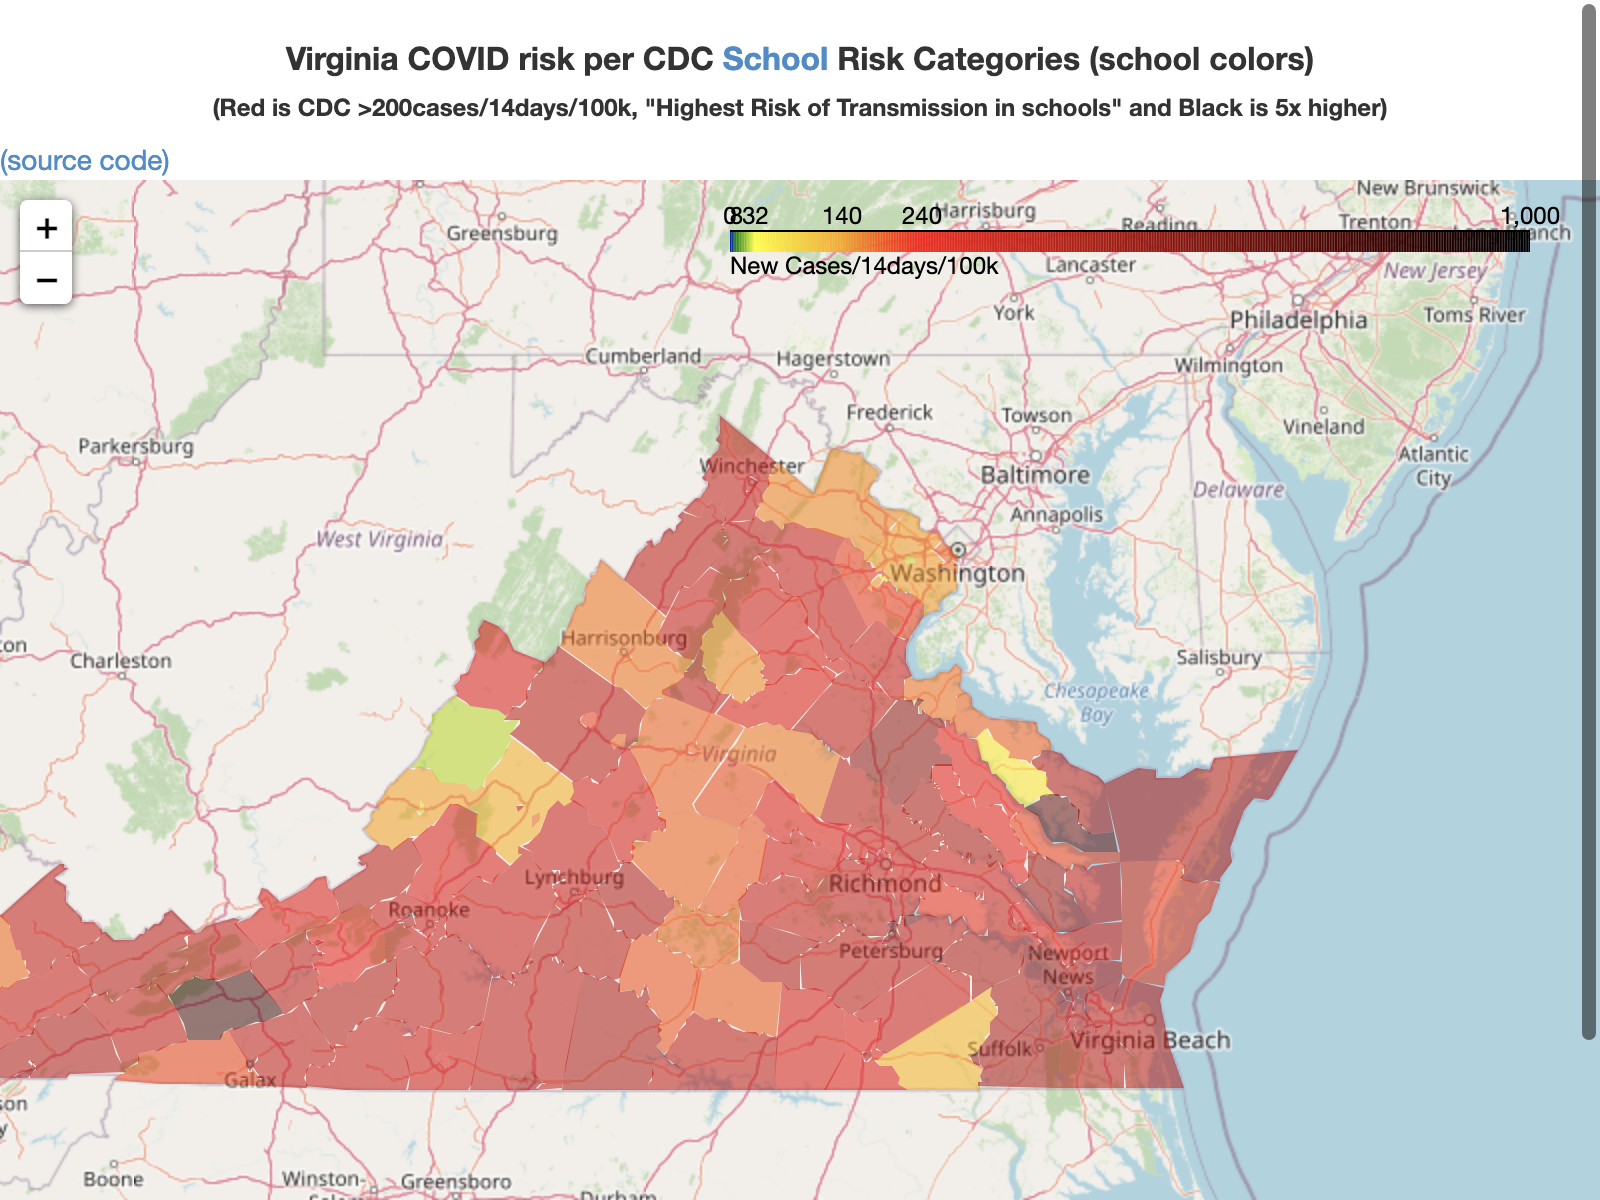 Virginia COVID risk per CDC School Risk Categories (school colors)
(Red is CDC >200cases/14days/100k, "Highest Risk of Transmission in schools" and Black is 5x higher)
(source code)
+
−
0 8 32 140 240 1,000
New Cases/14days/100k
New Brunswick
Harrisburg
Reading
Trenton
Greensburg
Lancaster
New Jersey
York
Philadelphia
Toms River
Cumberland
Hagerstown
Wilmington
Frederick
Towson
Vineland
Parkersburg
Winchester
Baltimore
Atlantic
City
Delaware
Annapolis
West Virginia
Washington
Harrisonburg
Charleston
Salisbury
Chesapeake
Bay
Virginia
Lynchburg
Richmond
Roanoke
Petersburg
Newport
News
Virginia Beach
Suffolk
Galax
Boone
Winston-
Greensboro
Durham